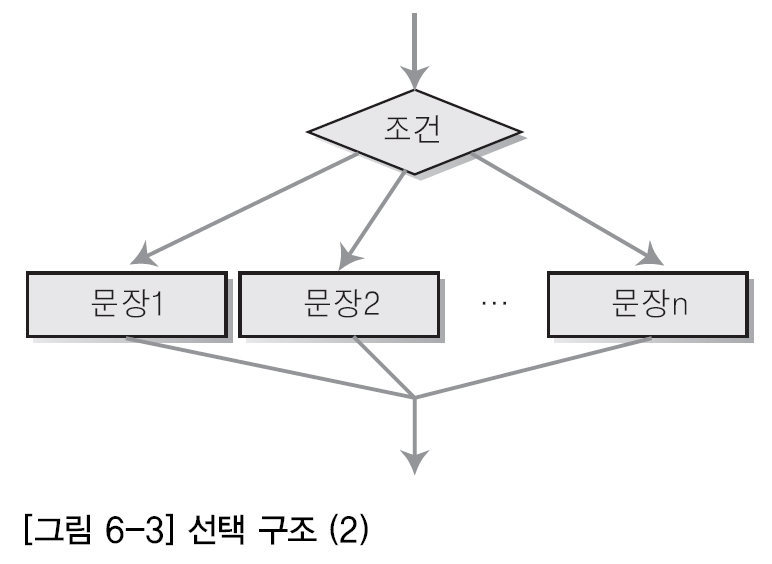 조건
문장1 문장2 … 문장n
[그림 6-3] 선택 구조 (2)